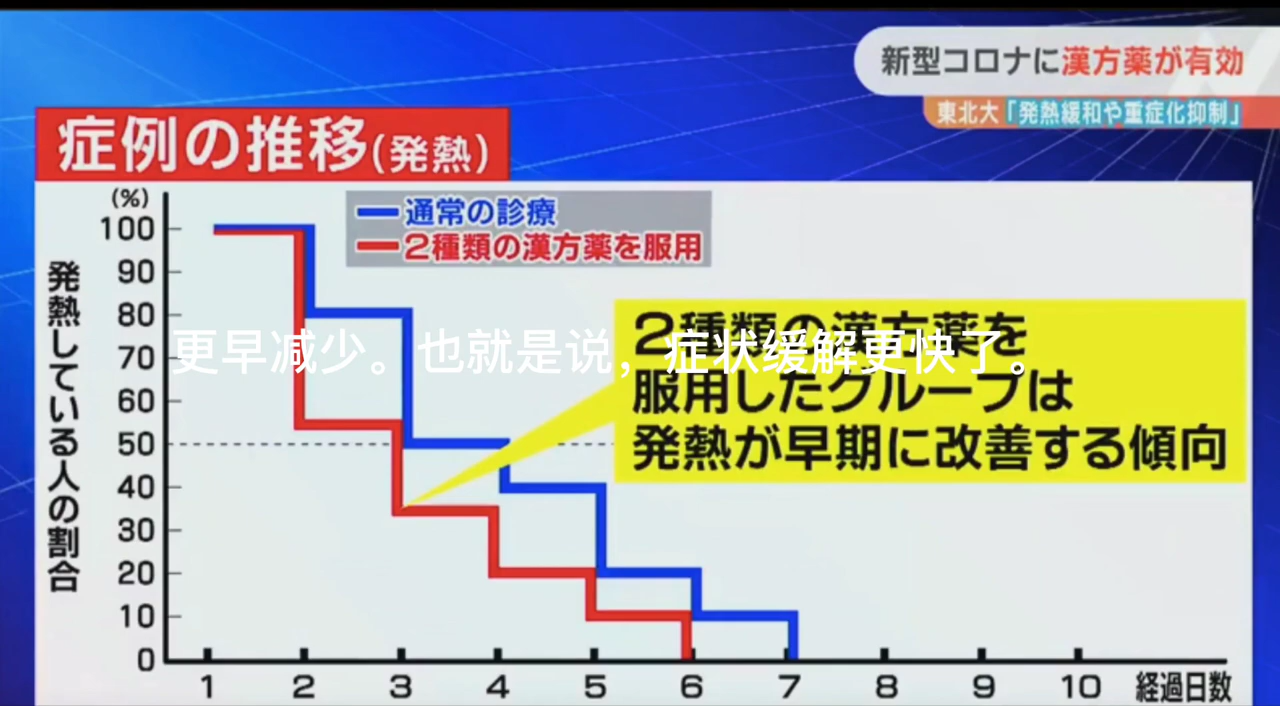 新型コロナに漢方薬が有効
東北大「発熱緩和や重症化抑制」
症例の推移(発熱)
(%)
通常の診療
2種類の漢方薬を服用
100
90
80
70
60
50
40
30
20
10
0
発熱している人の割合
2種類の漢方薬を
服用したグループは
発熱が早期に改善する傾向
更早减少。也就是说，症状缓解更快了。
1 2 3 4 5 6 7 8 9 10 経過日数